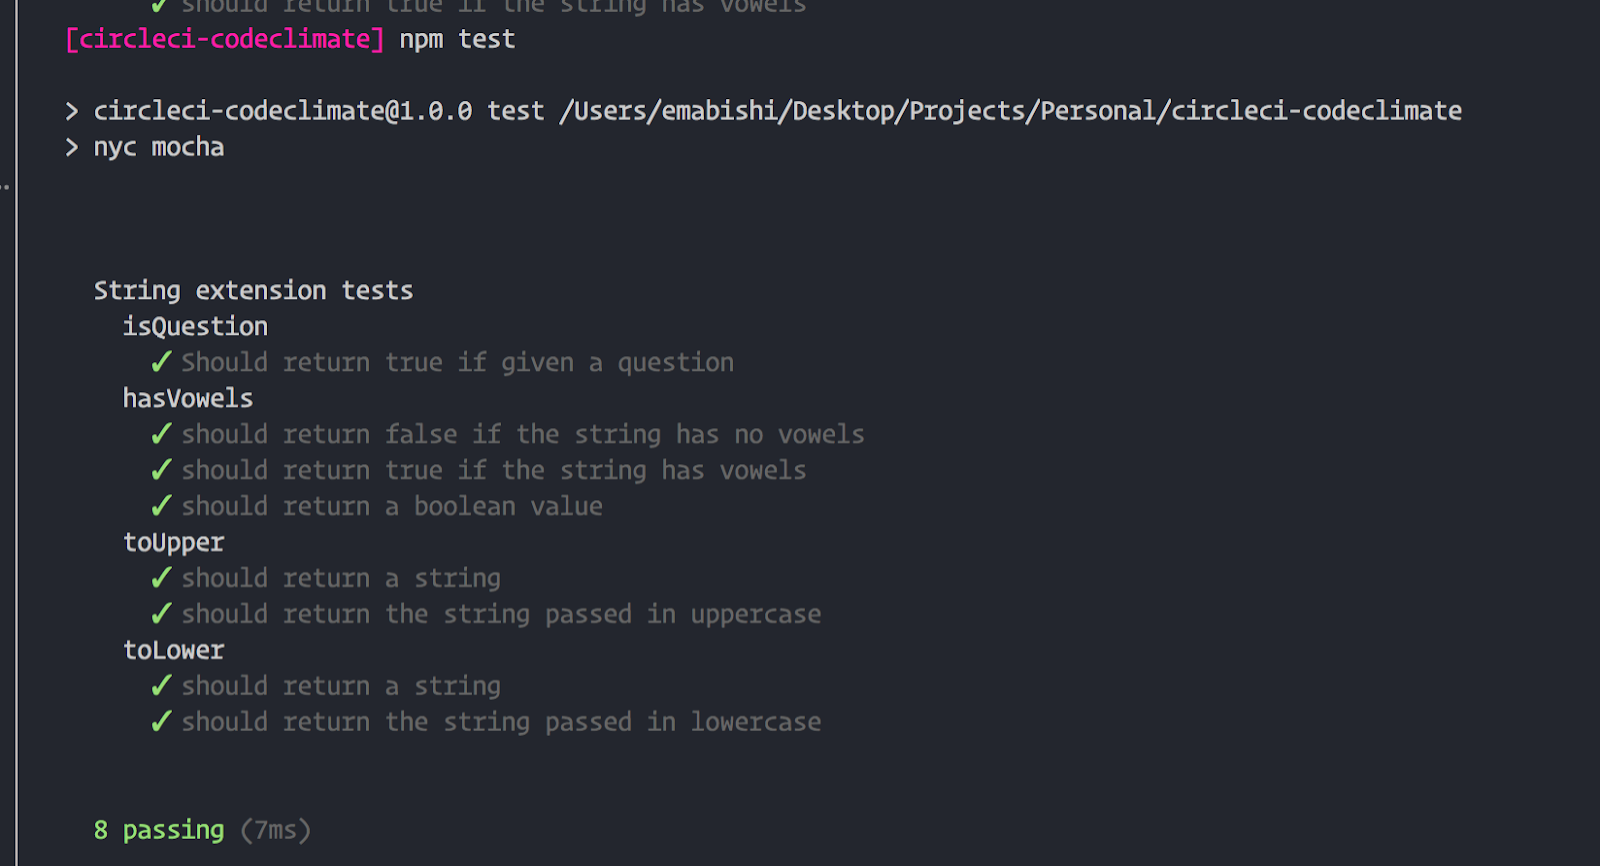 ✓ should return true if the string has vowels
[circleci-codeclimate] npm test
> circleci-codeclimate@1.0.0 test /Users/emabishi/Desktop/Projects/Personal/circleci-codeclimate
> nyc mocha
String extension tests
isQuestion
✓ Should return true if given a question
hasVowels
✓ should return false if the string has no vowels
✓ should return true if the string has vowels
✓ should return a boolean value
toUpper
✓ should return a string
✓ should return the string passed in uppercase
toLower
✓ should return a string
✓ should return the string passed in lowercase
8 passing (7ms)